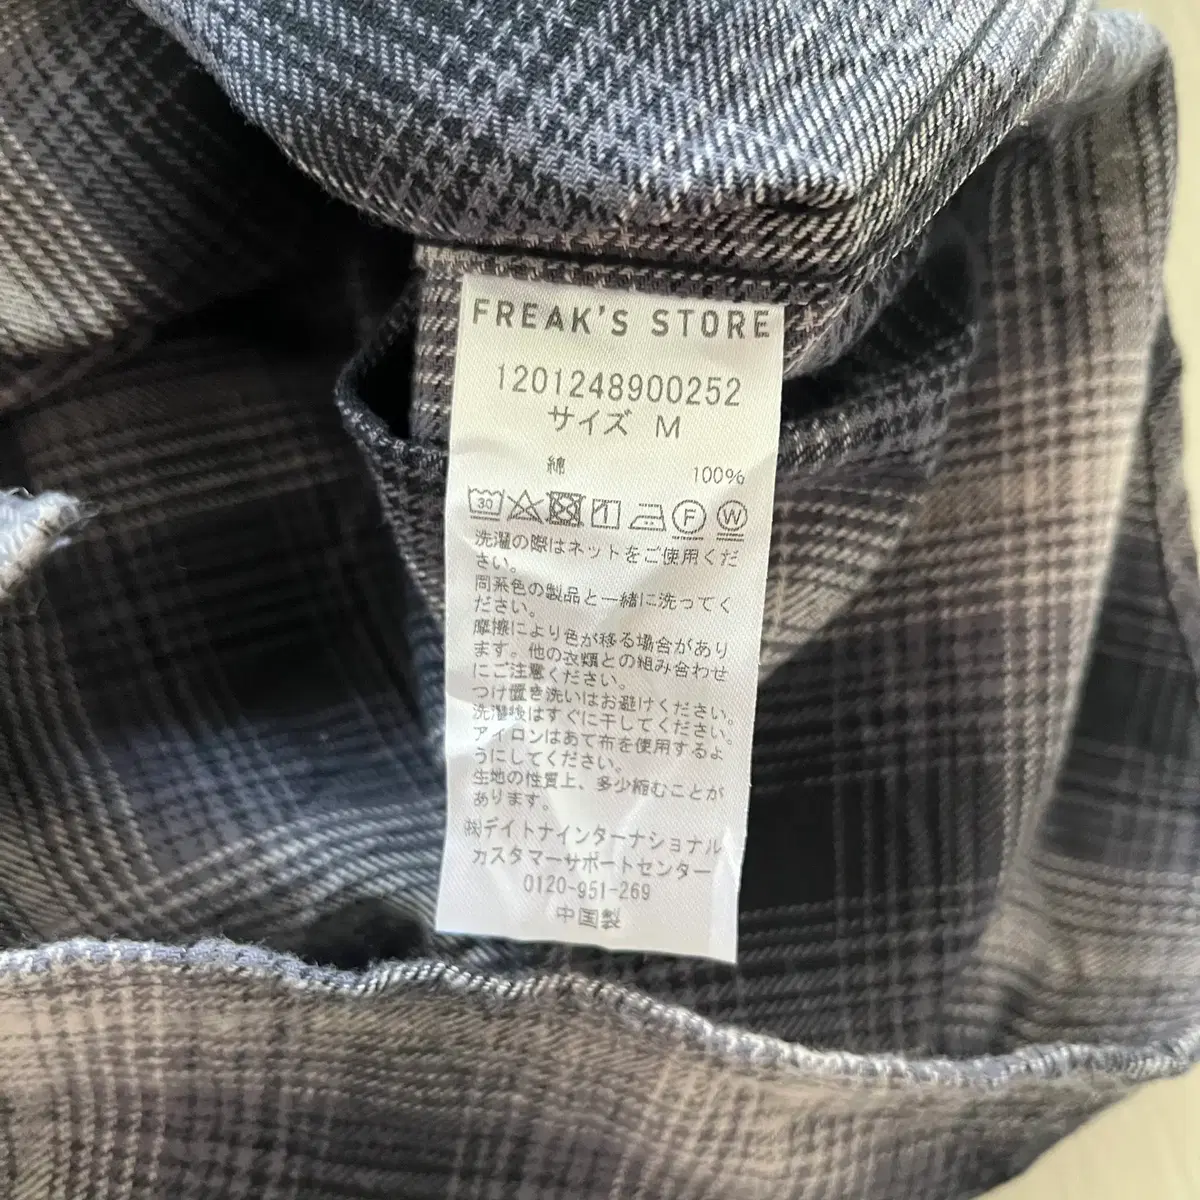 FREAK'S STORE
1201248900252
サイズ M
綿 100%
30 F W
洗濯の際はネットをご使用くだ
さい。
同系色の製品と一緒に洗ってく
ださい。
摩擦により色が移る場合があり
ます。他の衣類との組み合わせ
にご注意ください。
つけ置き洗いはお避けください。
洗濯後はすぐに干してください。
アイロンはあて布を使用するよ
うにしてください。
生地の性質上、多少縮むことが
あります。
㈱デイトナインターナショナル
カスタマーサポートセンター
0120-951-269
中国製